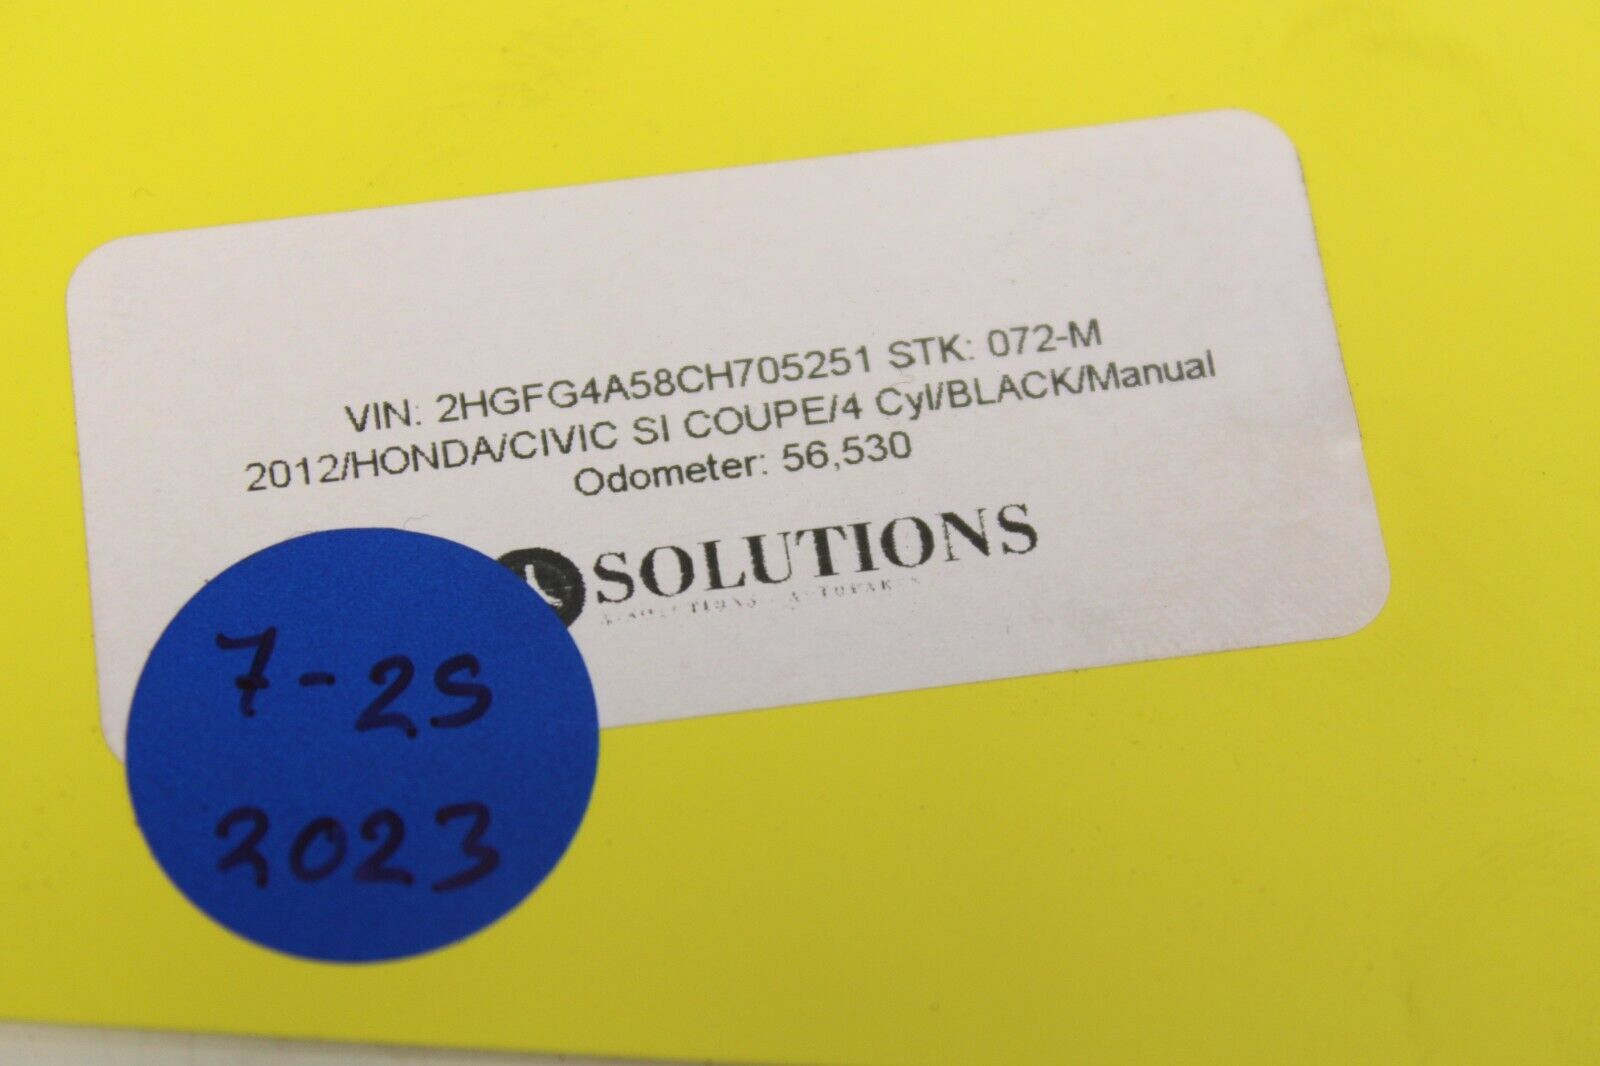 VIN: 2HGFG4A58CH705251 STK: 072-M
2012/HONDA/CIVIC SI COUPE/4 Cyl/BLACK/Manual
Odometer: 56,530
SOLUTIONS
7-25
2023